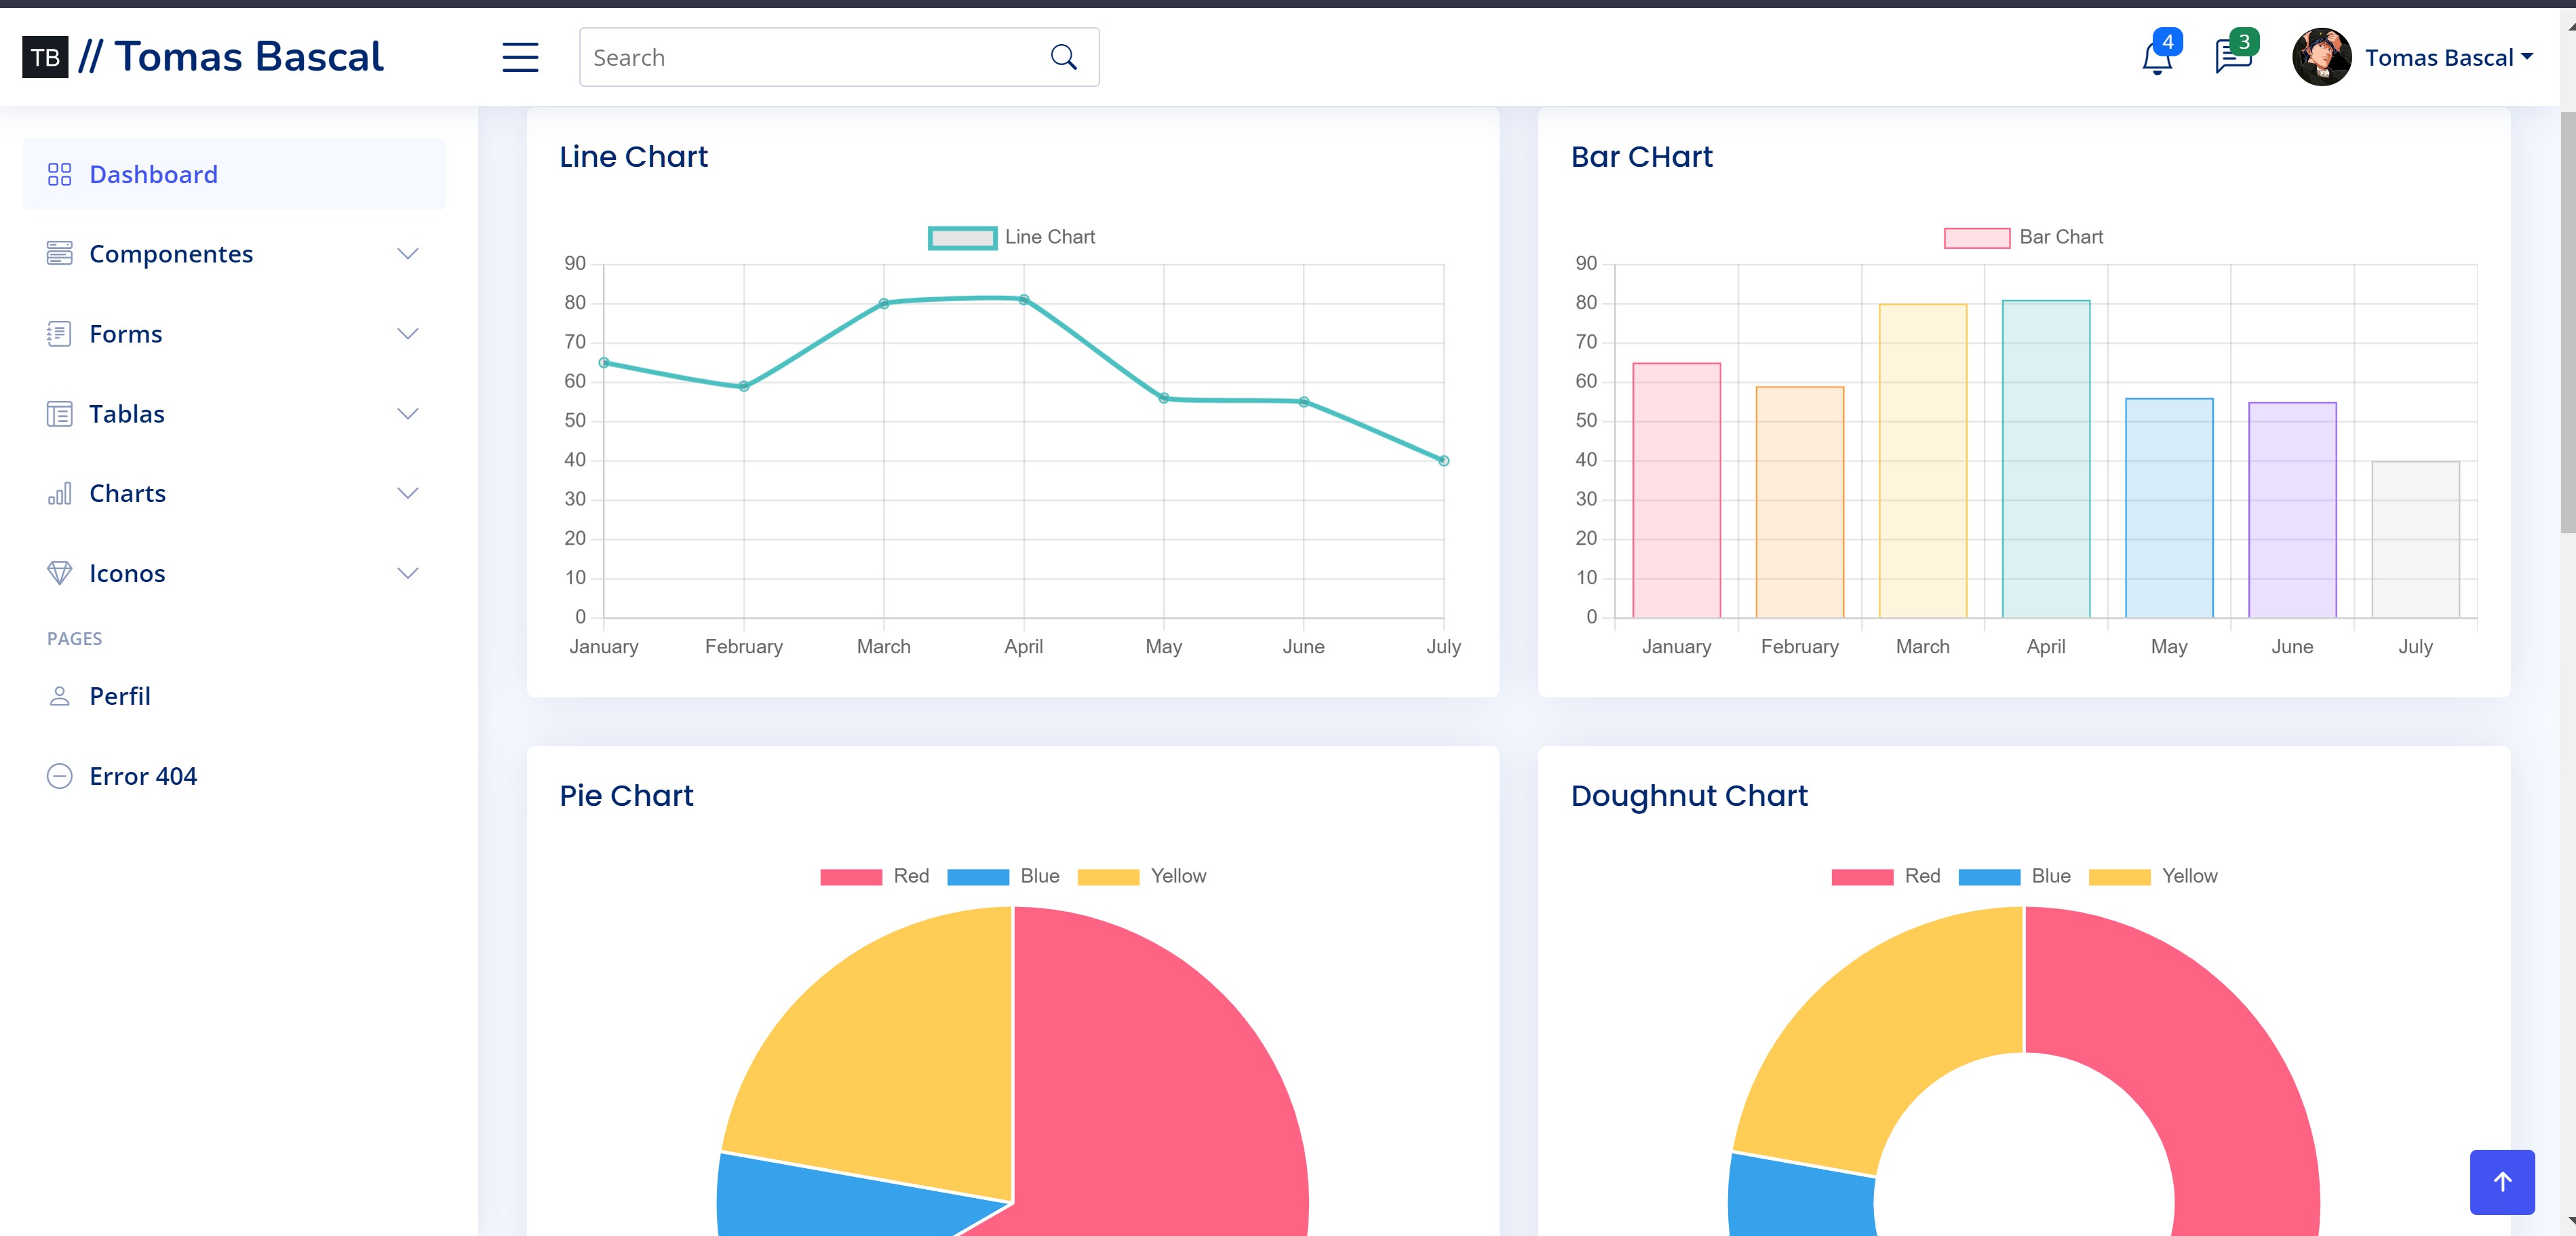 TB // Tomas Bascal
Search
4
3
Tomas Bascal
Dashboard
Componentes
Forms
Tablas
Charts
Iconos
PAGES
Perfil
Error 404
Line Chart
Line Chart
90
80
70
60
50
40
30
20
10
0
January February March April May June July
Bar CHart
Bar Chart
90
80
70
60
50
40
30
20
10
0
January February March April May June July
Pie Chart
Red Blue Yellow
Doughnut Chart
Red Blue Yellow